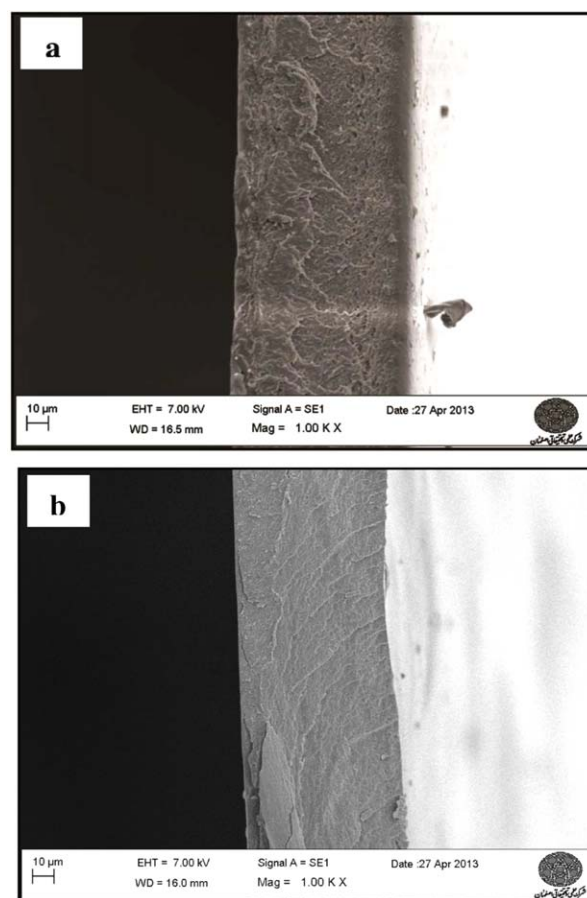 a
10 µm
EHT = 7.00 kV
Signal A = SE1
Date :27 Apr 2013
WD = 16.5 mm
Mag = 1.00 K X
b
10 µm
EHT = 7.00 kV
Signal A = SE1
Date :27 Apr 2013
WD = 16.0 mm
Mag = 1.00 K X